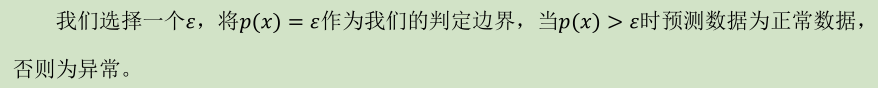 我们选择一个ε，将p(x) = ε作为我们的判定边界，当p(x) > ε时预测数据为正常数据，
否则为异常。